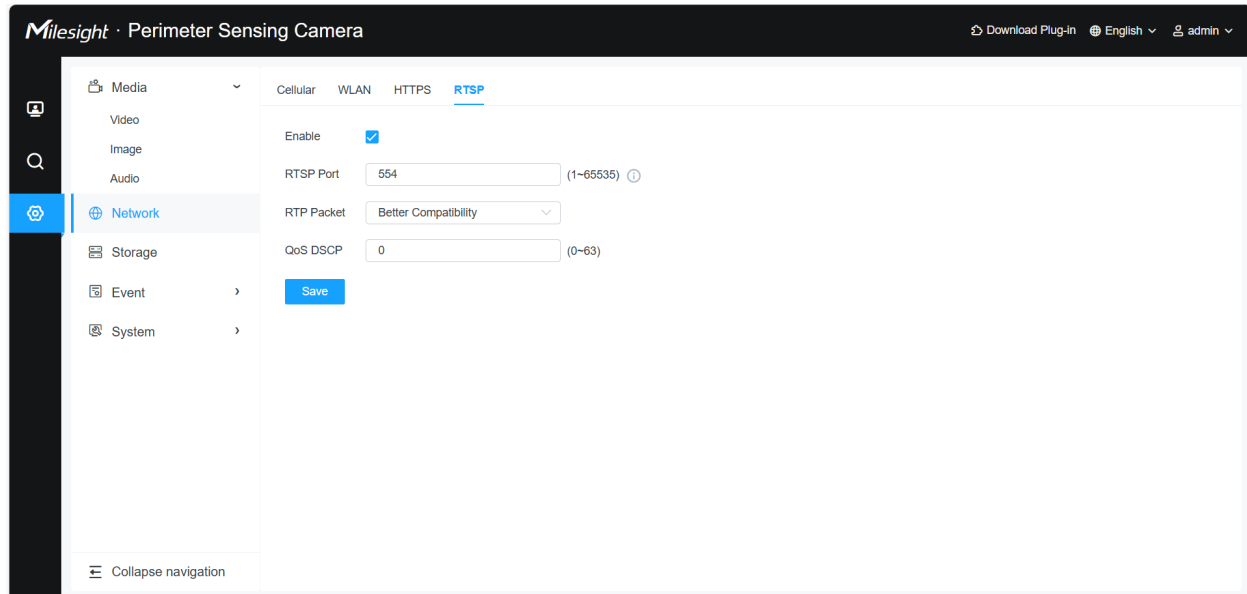 Milesight · Perimeter Sensing Camera
Download Plug-in English admin
Media
Video
Image
Audio
Network
Storage
Event
System
Collapse navigation
Cellular WLAN HTTPS RTSP
Enable
RTSP Port 554 (1~65535)
RTP Packet Better Compatibility
QoS DSCP 0 (0~63)
Save